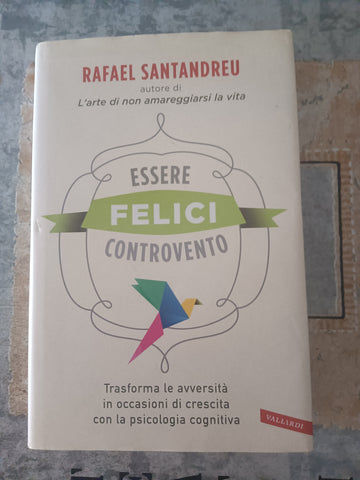 RAFAEL SANTANDREU
autore di
L'arte di non amareggiarsi la vita
ESSERE
FELICI
CONTROVENTO
Trasforma le avversità
in occasioni di crescita
con la psicologia cognitiva
VALLARDI